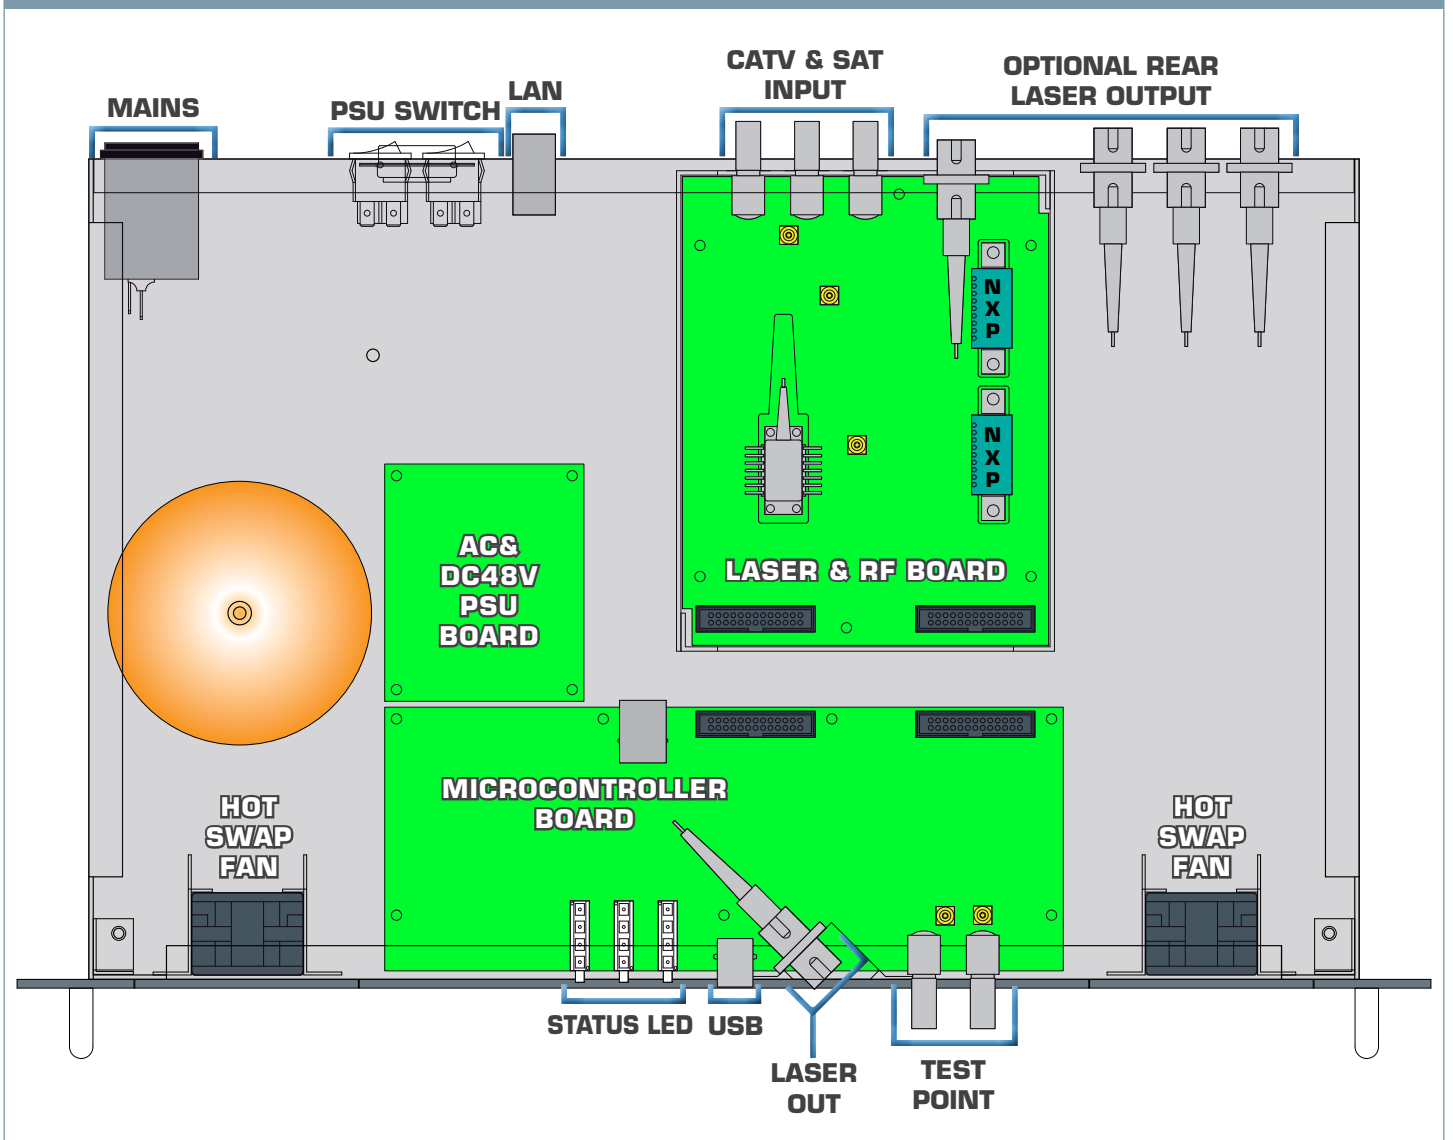 MAINS
PSU SWITCH
LAN
CATV & SAT
INPUT
OPTIONAL REAR
LASER OUTPUT
N
X
P
N
X
P
AC&
DC48V
PSU
BOARD
LASER & RF BOARD
MICROCONTROLLER
BOARD
HOT
SWAP
FAN
HOT
SWAP
FAN
STATUS LED
USB
LASER
OUT
TEST
POINT